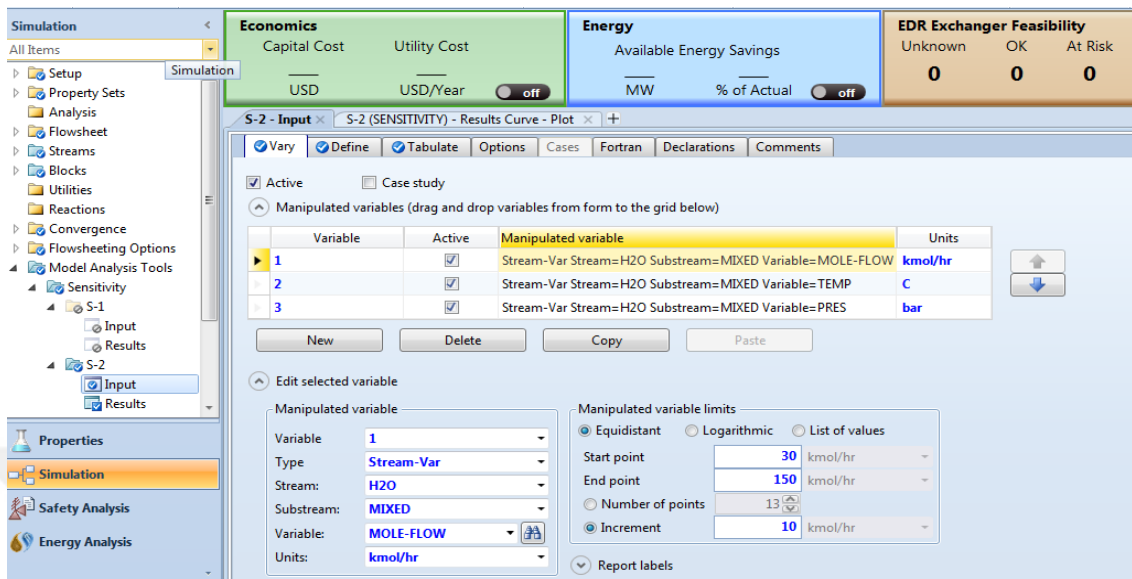 Simulation <
All Items
Simulation
Setup
Property Sets
Analysis
Flowsheet
Streams
Blocks
Utilities
Reactions
Convergence
Flowsheeting Options
Model Analysis Tools
Sensitivity
S-1
Input
Results
S-2
Input
Results
Properties
Simulation
Safety Analysis
Energy Analysis
Economics
Capital Cost Utility Cost
USD USD/Year off
Energy
Available Energy Savings
MW % of Actual off
EDR Exchanger Feasibility
Unknown OK At Risk
0 0 0
S-2 - Input × S-2 (SENSITIVITY) - Results Curve - Plot × +
Vary Define Tabulate Options Cases Fortran Declarations Comments
Active Case study
Manipulated variables (drag and drop variables from form to the grid below)
Variable Active Manipulated variable Units
1 Stream-Var Stream=H2O Substream=MIXED Variable=MOLE-FLOW kmol/hr
2 Stream-Var Stream=H2O Substream=MIXED Variable=TEMP C
3 Stream-Var Stream=H2O Substream=MIXED Variable=PRES bar
New Delete Copy Paste
Edit selected variable
Manipulated variable
Variable 1
Type Stream-Var
Stream: H2O
Substream: MIXED
Variable: MOLE-FLOW
Units: kmol/hr
Manipulated variable limits
Equidistant Logarithmic List of values
Start point 30 kmol/hr
End point 150 kmol/hr
Number of points 13
Increment 10 kmol/hr
Report labels